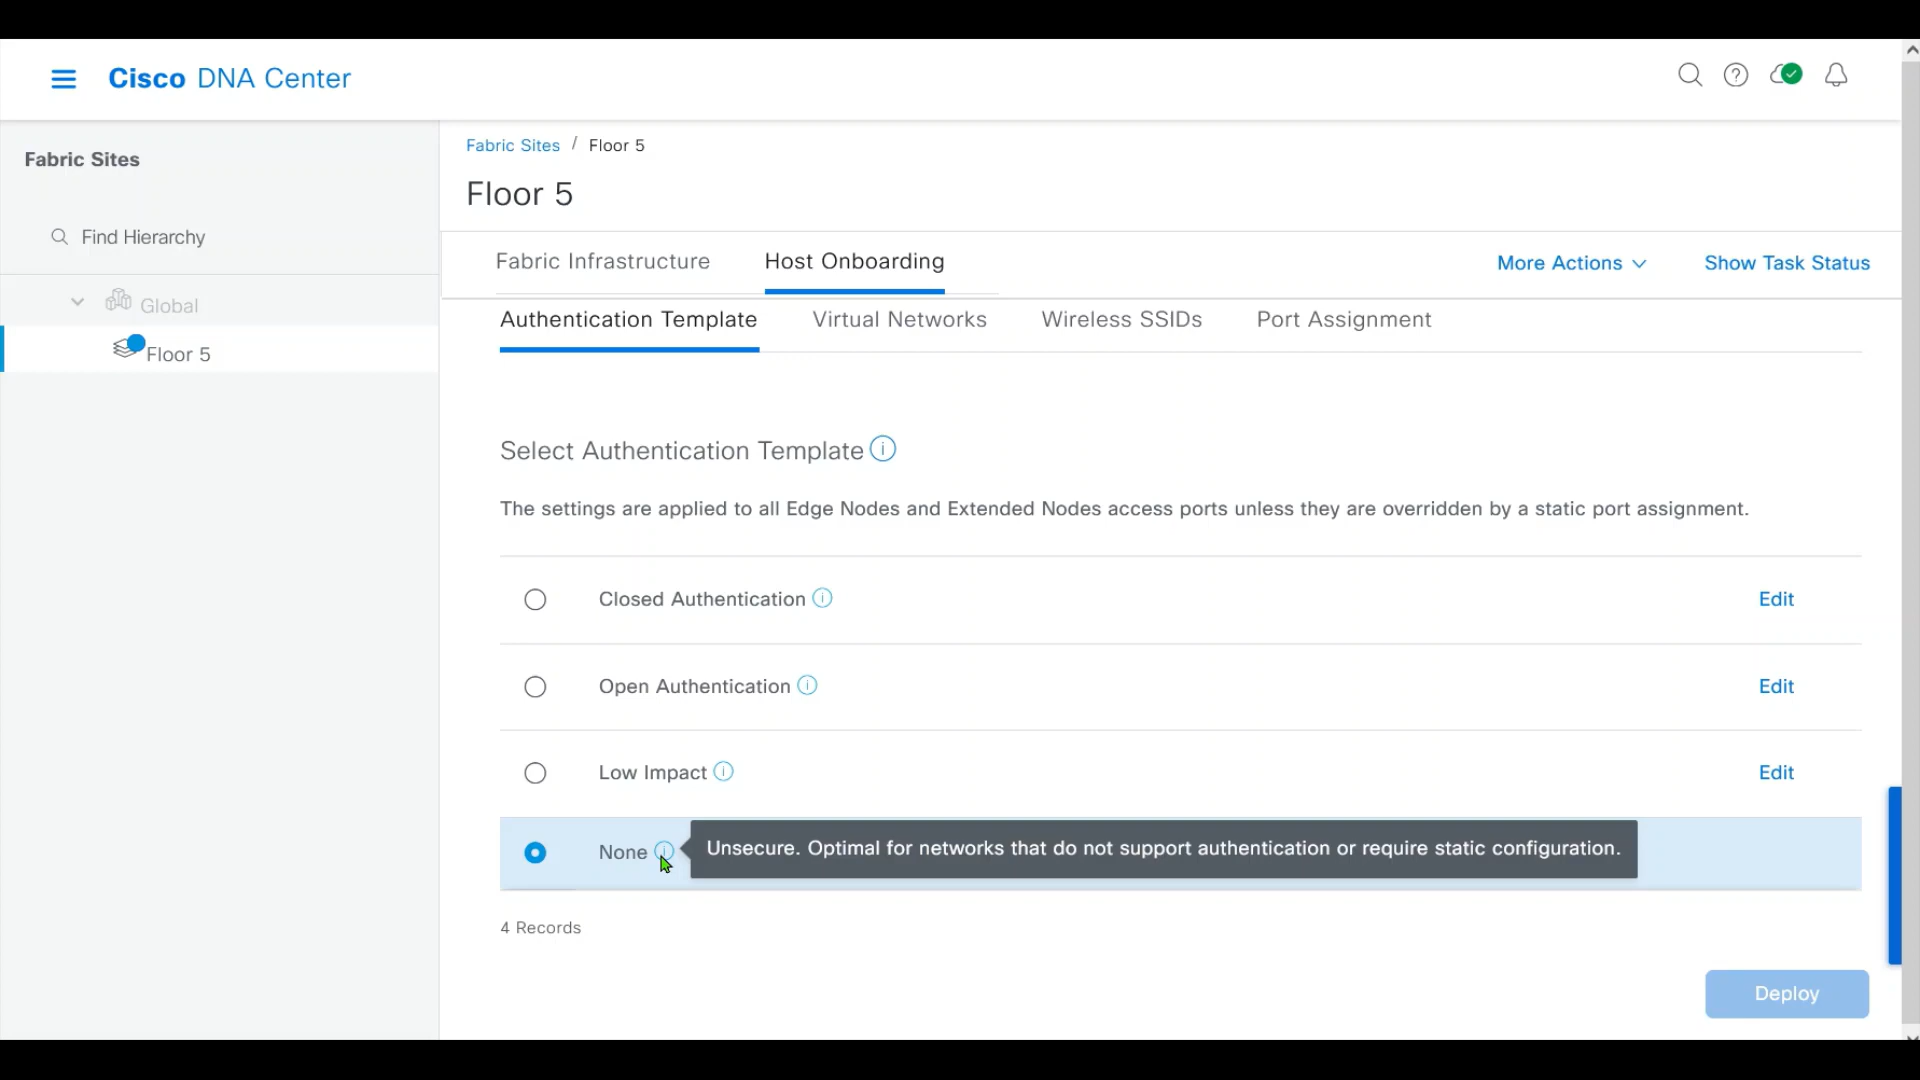 Cisco DNA Center
Fabric Sites
Find Hierarchy
Global
Floor 5
Fabric Sites / Floor 5
Floor 5
Fabric Infrastructure Host Onboarding More Actions Show Task Status
Authentication Template Virtual Networks Wireless SSIDs Port Assignment
Select Authentication Template
The settings are applied to all Edge Nodes and Extended Nodes access ports unless they are overridden by a static port assignment.
Closed Authentication Edit
Open Authentication Edit
Low Impact Edit
None Unsecure. Optimal for networks that do not support authentication or require static configuration.
4 Records
Deploy